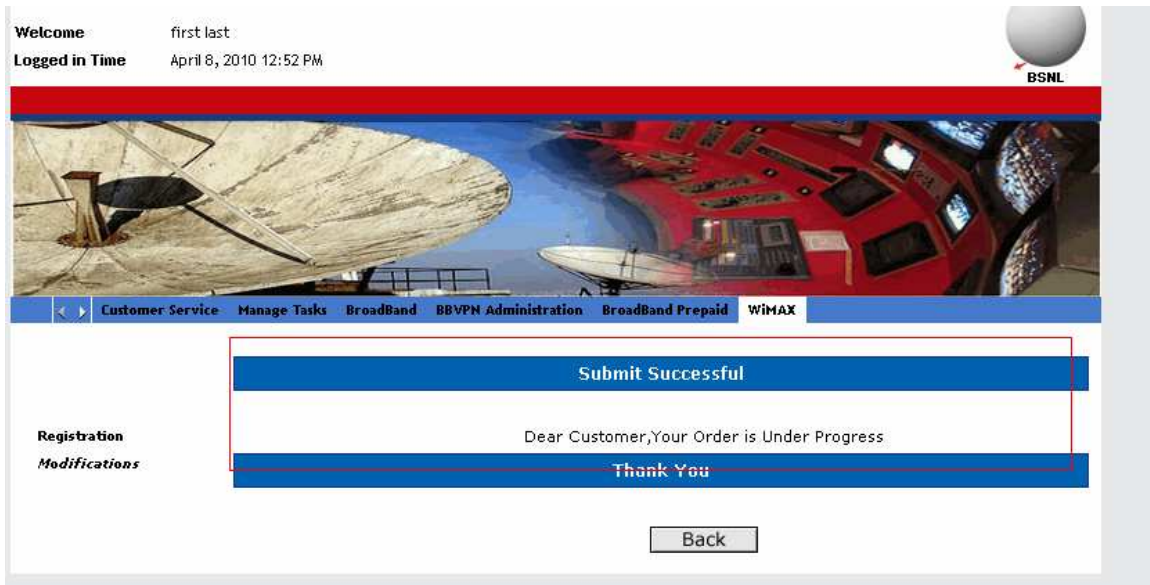 Welcome first last
Logged in Time April 8, 2010 12:52 PM
BSNL
Customer Service Manage Tasks BroadBand BBVPN Administration BroadBand Prepaid WiMAX
Submit Successful
Registration
Modifications
Dear Customer,Your Order is Under Progress
Thank You
Back